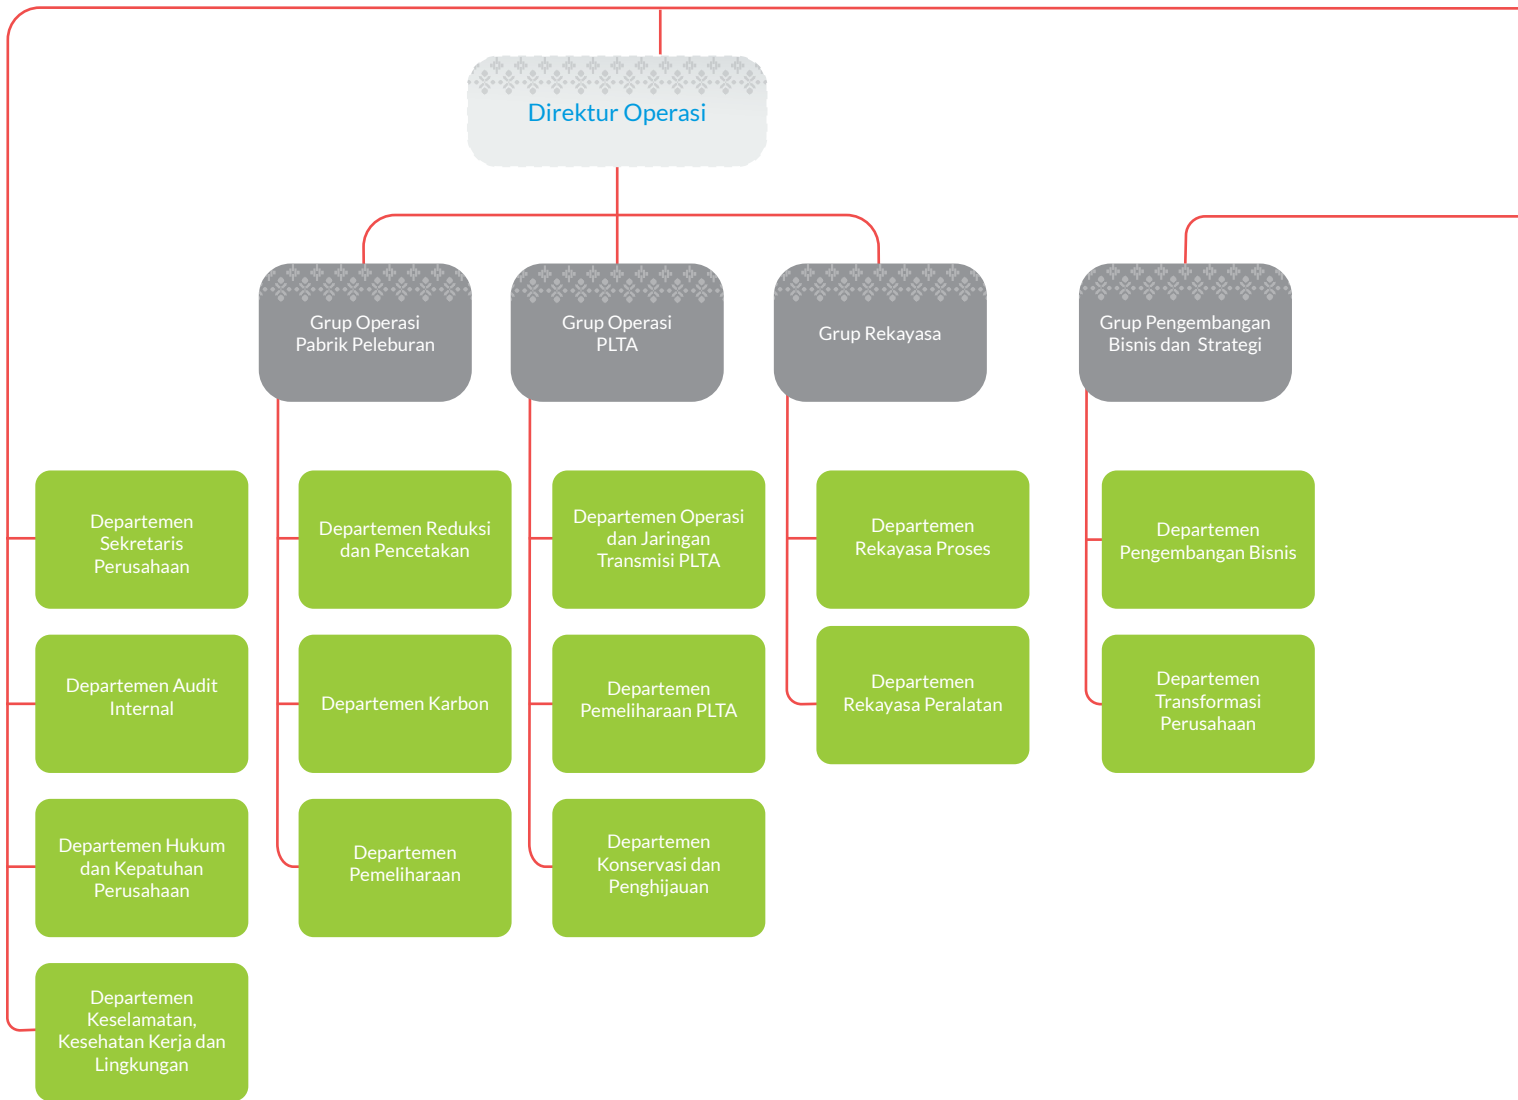 Direktur Operasi
Grup Operasi
Pabrik Peleburan
Grup Operasi
PLTA
Grup Rekayasa
Grup Pengembangan
Bisnis dan Strategi
Departemen
Sekretaris
Perusahaan
Departemen Reduksi
dan Pencetakan
Departemen Operasi
dan Jaringan
Transmisi PLTA
Departemen
Rekayasa Proses
Departemen
Pengembangan Bisnis
Departemen Audit
Internal
Departemen Karbon
Departemen
Pemeliharaan PLTA
Departemen
Rekayasa Peralatan
Departemen
Transformasi
Perusahaan
Departemen Hukum
dan Kepatuhan
Perusahaan
Departemen
Pemeliharaan
Departemen
Konservasi dan
Penghijauan
Departemen
Keselamatan,
Kesehatan Kerja dan
Lingkungan